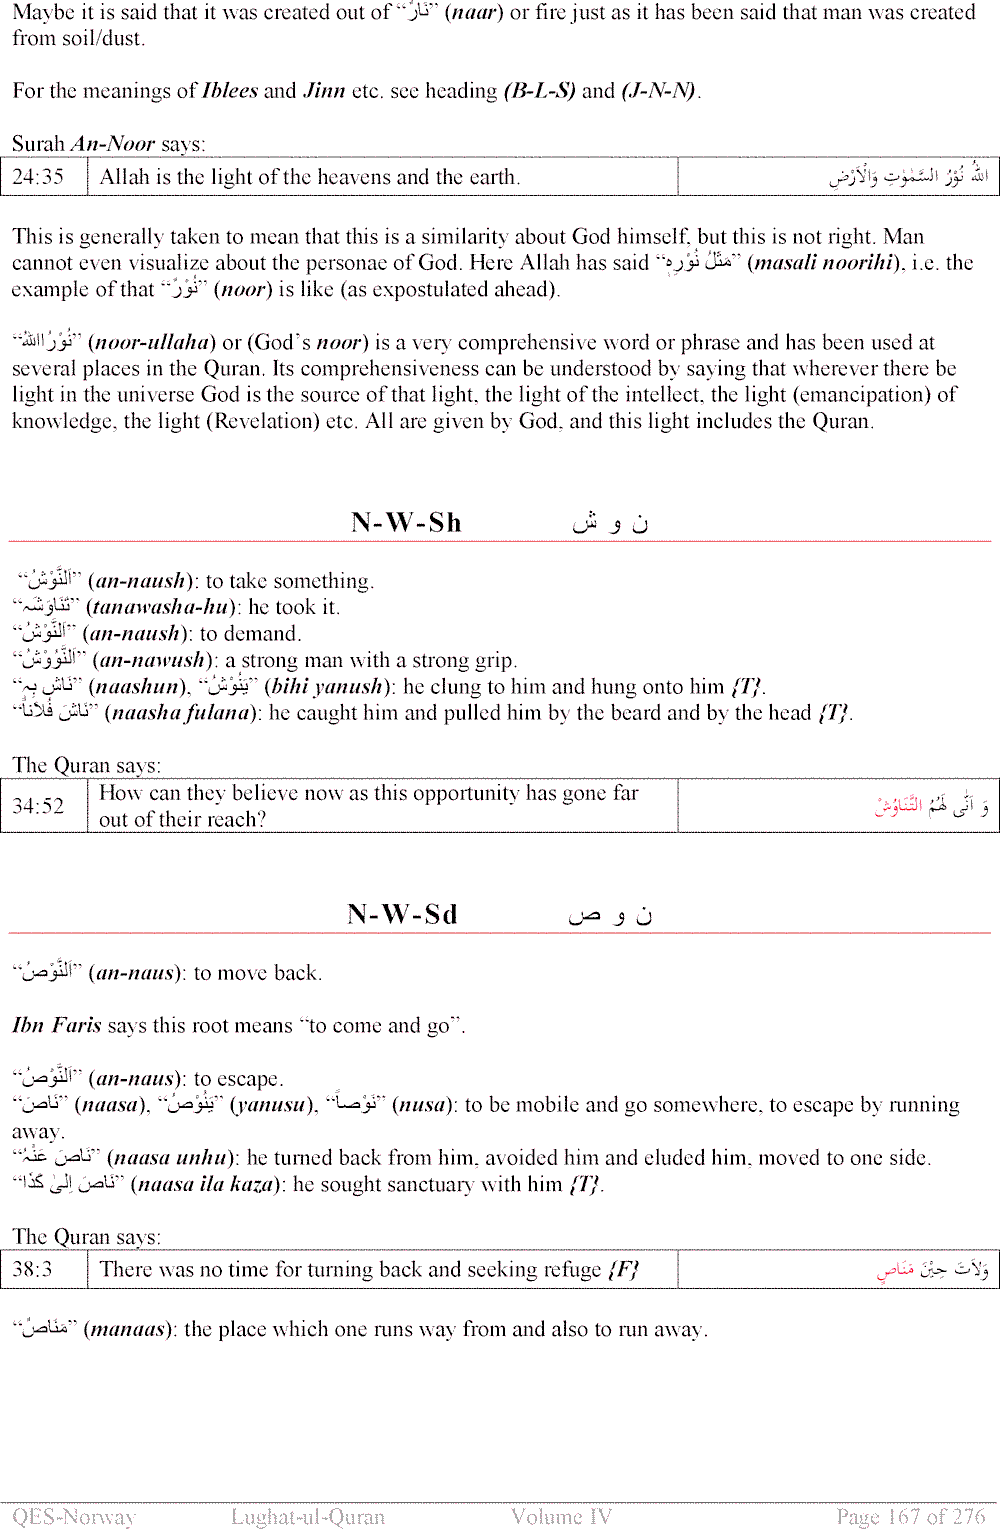 Maybe it is said that it was created out of “نَارٌ” (naar) or fire just as it has been said that man was created
from soil/dust.
For the meanings of Iblees and Jinn etc. see heading (B-L-S) and (J-N-N).
Surah An-Noor says:
24:35 Allah is the light of the heavens and the earth. اللهُ نُوْرُ السَّمٰوٰتِ وَالْاَرْضِ
This is generally taken to mean that this is a similarity about God himself, but this is not right. Man
cannot even visualize about the personae of God. Here Allah has said “مَثَلُ نُوْرِهٖ” (masali noorihi), i.e. the
example of that “نُوْرٌ” (noor) is like (as expostulated ahead).
“نُوْرُ اللهُ” (noor-ullaha) or (God’s noor) is a very comprehensive word or phrase and has been used at
several places in the Quran. Its comprehensiveness can be understood by saying that wherever there be
light in the universe God is the source of that light, the light of the intellect, the light (emancipation) of
knowledge, the light (Revelation) etc. All are given by God, and this light includes the Quran.
N-W-Sh ن و ش
“اَلنَّوْشُ” (an-naush): to take something.
“تَنَاوَشَہ” (tanawasha-hu): he took it.
“اَلنَّوْشُ” (an-naush): to demand.
“اَلنَّوُوْشُ” (an-nawush): a strong man with a strong grip.
“نَاشَ بِہٖ” (naashun), “يَنُوْشُ” (bihi yanush): he clung to him and hung onto him {T}.
“نَاشَ فُلَاناً” (naasha fulana): he caught him and pulled him by the beard and by the head {T}.
The Quran says:
34:52 How can they believe now as this opportunity has gone far
out of their reach? وَ اَنّٰى لَهُمُ التَّنَاوُشُ
N-W-Sd ن و ص
“اَلنَّوْصُ” (an-naus): to move back.
Ibn Faris says this root means “to come and go”.
“اَلنَّوْصُ” (an-naus): to escape.
“نَاصَ” (naasa), “يَنُوْصُ” (yanusu), “نَوْصاً” (nusa): to be mobile and go somewhere, to escape by running
away.
“نَاصَ عَنْہُ” (naasa unhu): he turned back from him, avoided him and eluded him, moved to one side.
“نَاصَ اِلیٰ کَذَا” (naasa ila kaza): he sought sanctuary with him {T}.
The Quran says:
38:3 There was no time for turning back and seeking refuge {F} وَلَاتَ حِيْنَ مَنَاصٍ
“مَنَاصٌ” (manaas): the place which one runs way from and also to run away.
QES-Norway Lughat-ul-Quran Volume IV Page 167 of 276